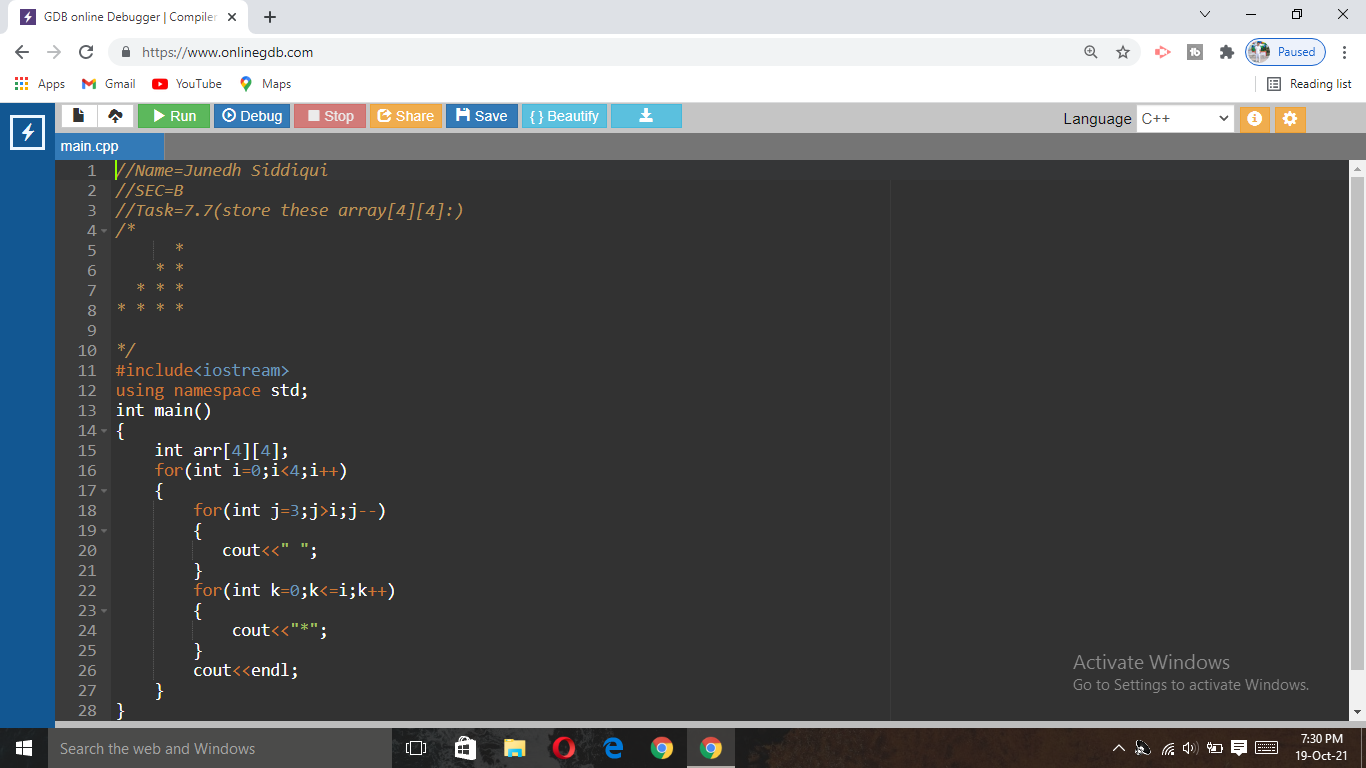 GDB online Debugger | Compiler
https://www.onlinegdb.com
Paused
Apps Gmail YouTube Maps Reading list
Run Debug Stop Share Save { } Beautify Language C++
main.cpp
1 //Name=Junedh Siddiqui
2 //SEC=B
3 //Task=7.7(store these array[4][4]:)
4 /*
5       *
6     * *
7   * * *
8 * * * *
9
10 */
11 #include<iostream>
12 using namespace std;
13 int main()
14 {
15     int arr[4][4];
16     for(int i=0;i<4;i++)
17     {
18         for(int j=3;j>i;j--)
19         {
20            cout<<" ";
21         }
22         for(int k=0;k<=i;k++)
23         {
24             cout<<"*";
25         }
26         cout<<endl;
27     }
28 }
Activate Windows
Go to Settings to activate Windows.
Search the web and Windows
7:30 PM
19-Oct-21